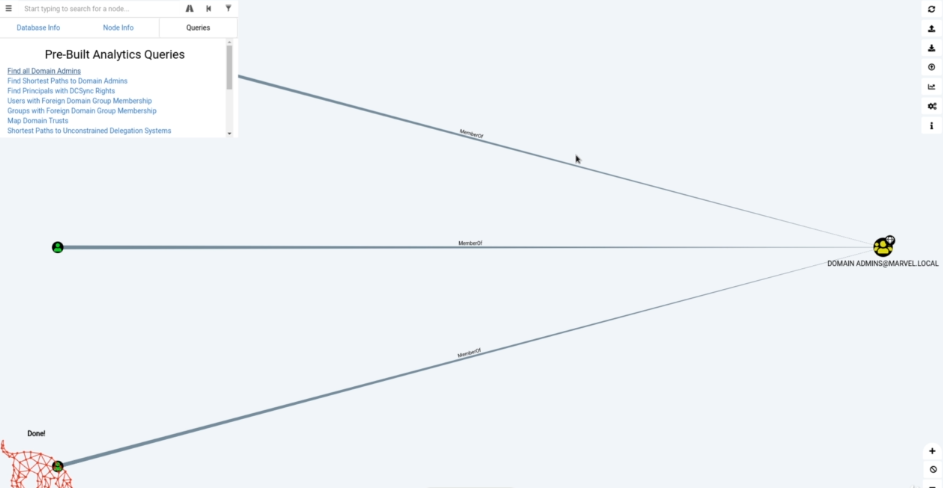 Start typing to search for a node...
Database Info
Node Info
Queries
Pre-Built Analytics Queries
Find all Domain Admins
Find Shortest Paths to Domain Admins
Find Principals with DCSync Rights
Users with Foreign Domain Group Membership
Groups with Foreign Domain Group Membership
Map Domain Trusts
Shortest Paths to Unconstrained Delegation Systems
MemberOf
MemberOf
DOMAIN ADMINS@MARVEL.LOCAL
MemberOf
Done!